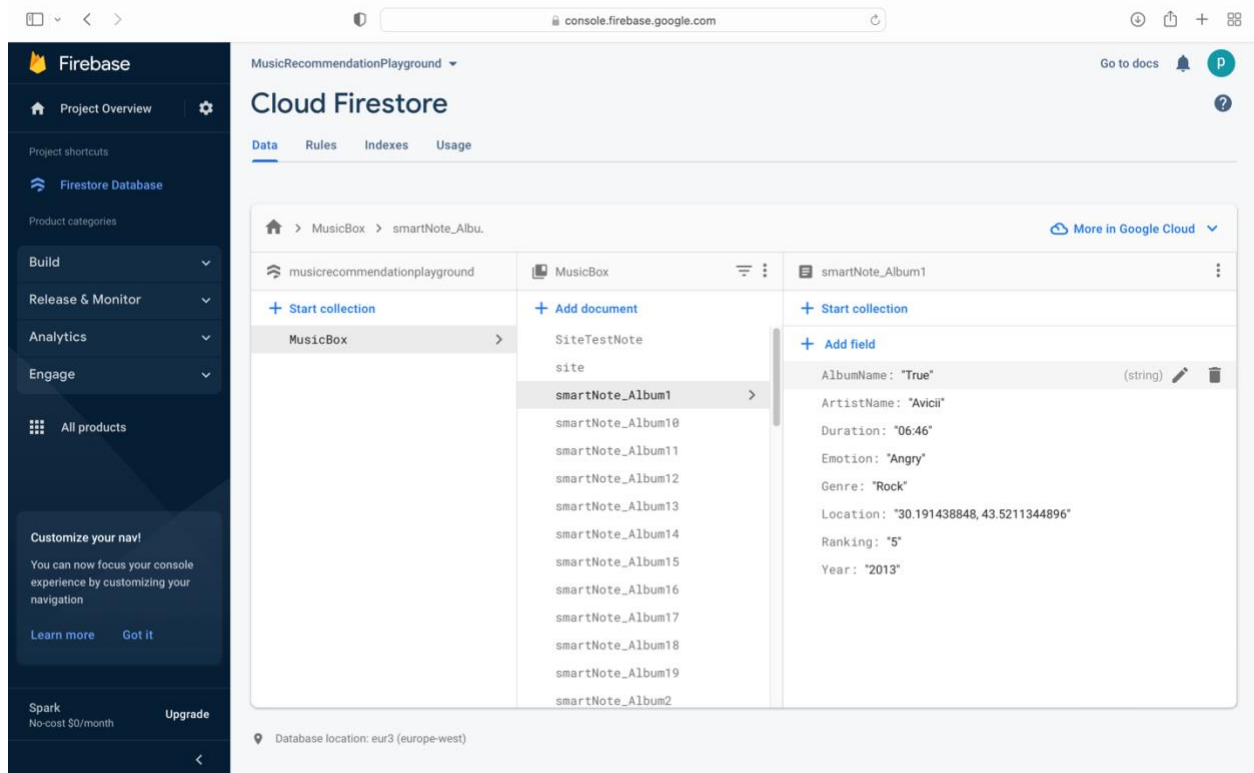 console.firebase.google.com
Firebase
Project Overview
Project shortcuts
Firestore Database
Product categories
Build
Release & Monitor
Analytics
Engage
All products
Customize your nav!
You can now focus your console
experience by customizing your
navigation
Learn more Got it
Spark
No-cost $0/month
Upgrade
MusicRecommendationPlayground
Go to docs
p
Cloud Firestore
?
Data Rules Indexes Usage
> MusicBox > smartNote_Albu.
More in Google Cloud
musicrecommendationplayground
+ Start collection
MusicBox
MusicBox
+ Add document
SiteTestNote
site
smartNote_Album1
smartNote_Album10
smartNote_Album11
smartNote_Album12
smartNote_Album13
smartNote_Album14
smartNote_Album15
smartNote_Album16
smartNote_Album17
smartNote_Album18
smartNote_Album19
smartNote_Album2
smartNote_Album1
+ Start collection
+ Add field
AlbumName: "True" (string)
ArtistName: "Avicii"
Duration: "06:46"
Emotion: "Angry"
Genre: "Rock"
Location: "30.191438848, 43.5211344896"
Ranking: "5"
Year: "2013"
Database location: eur3 (europe-west)